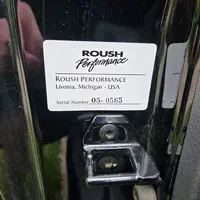 ROUSH
Performance
ROUSH PERFORMANCE
Livonia, Michigan - USA
Serial Number 05-0565